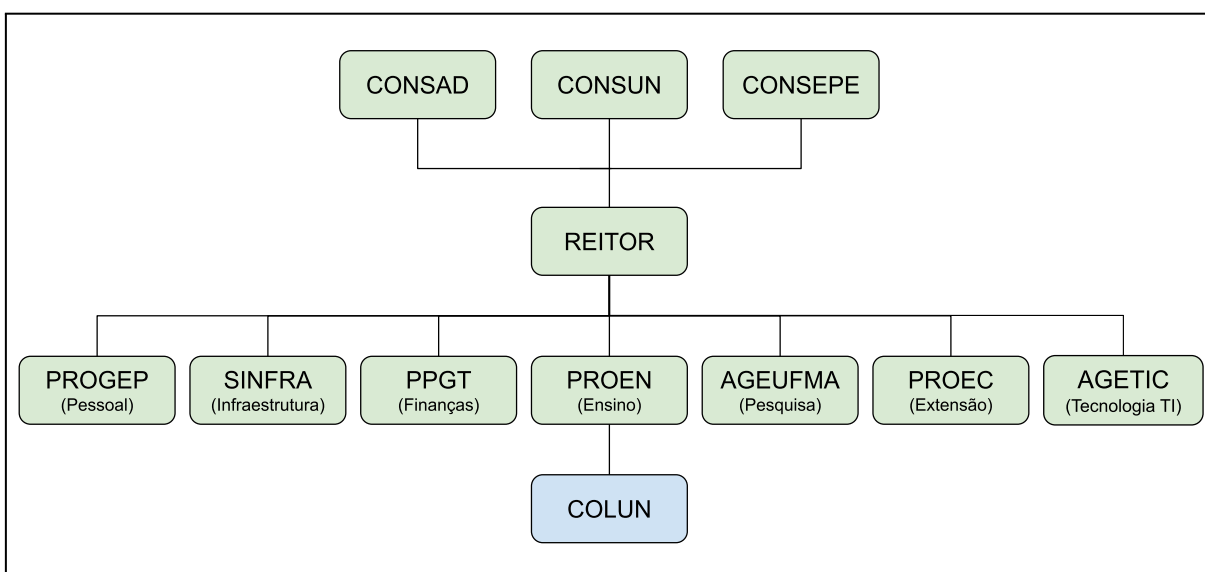 CONSAD
CONSUN
CONSEPE
REITOR
PROGEP
(Pessoal)
SINFRA
(Infraestrutura)
PPGT
(Finanças)
PROEN
(Ensino)
AGEUFMA
(Pesquisa)
PROEC
(Extensão)
AGETIC
(Tecnologia TI)
COLUN